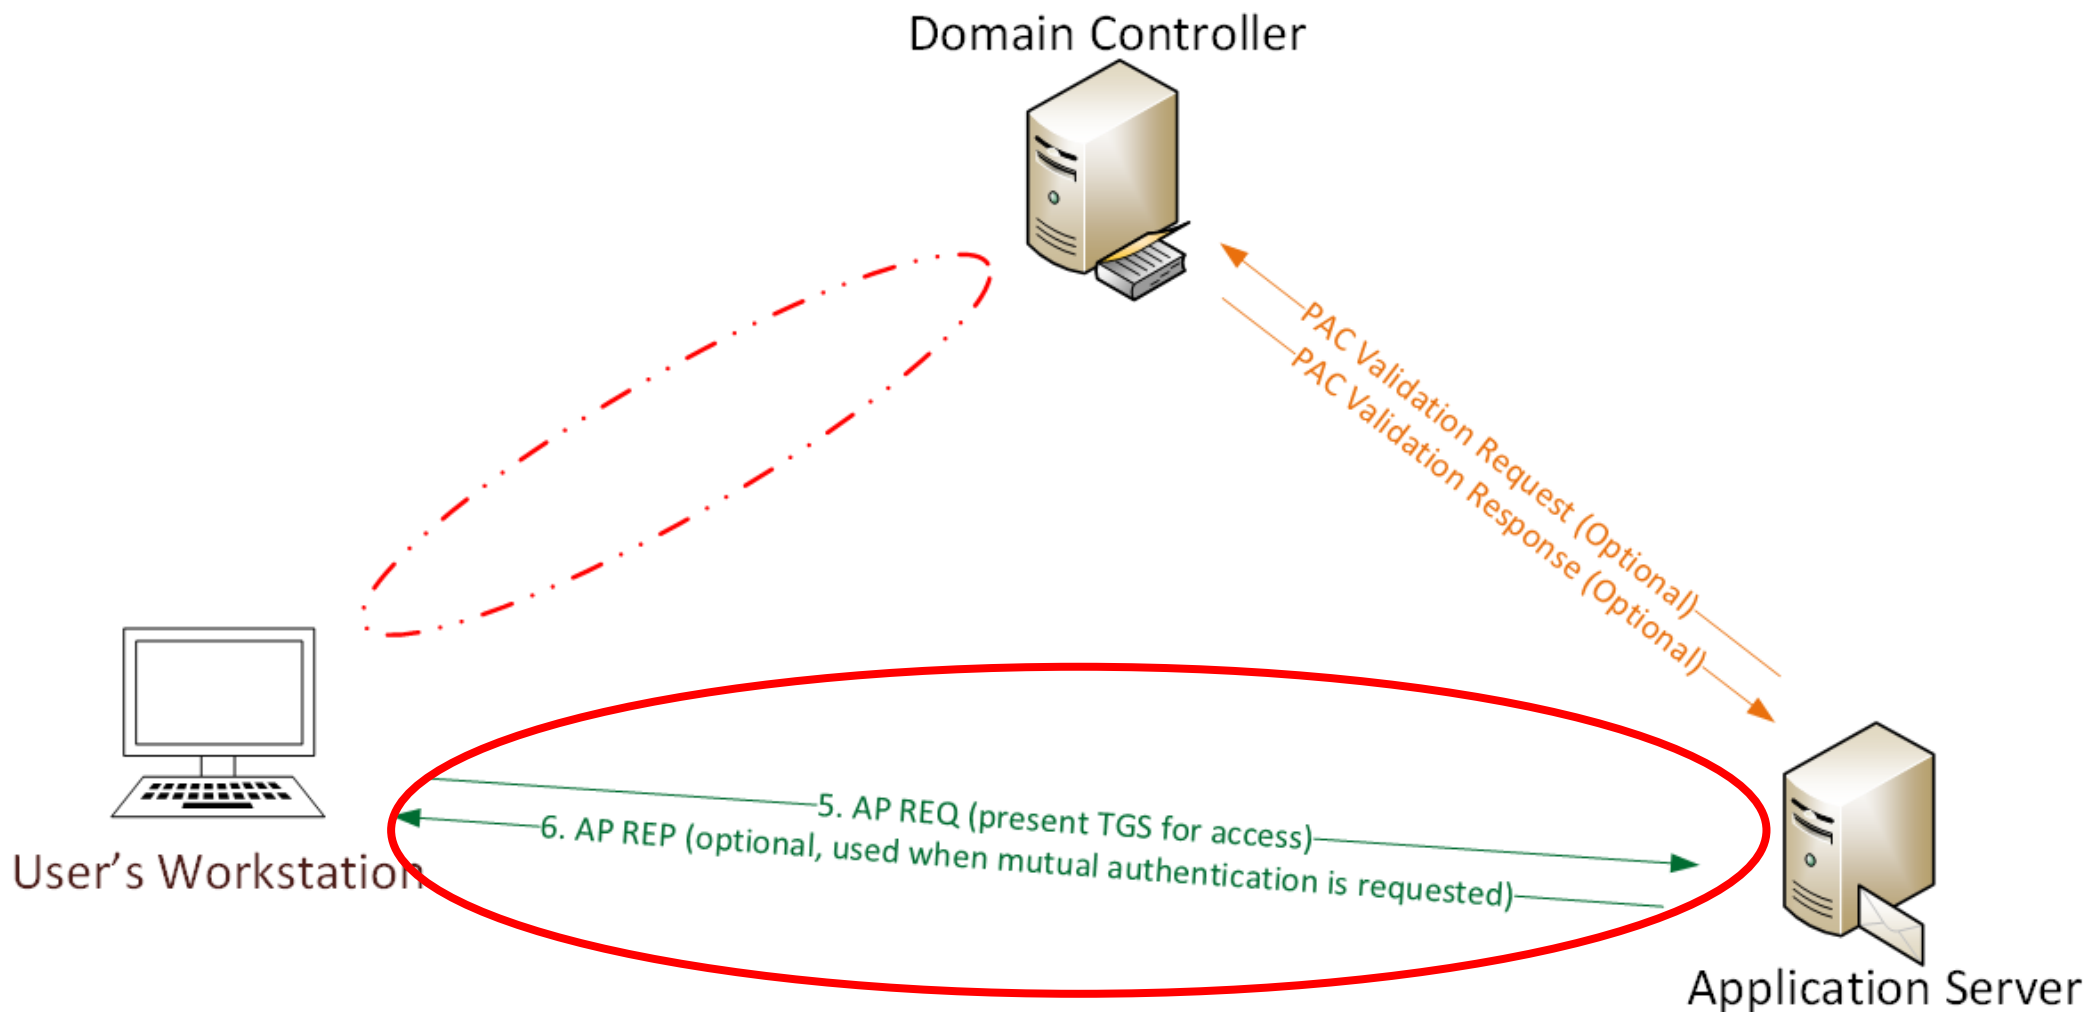 Domain Controller
PAC Validation Request (Optional)
PAC Validation Response (Optional)
5. AP REQ (present TGS for access)
6. AP REP (optional, used when mutual authentication is requested)
User’s Workstation
Application Server